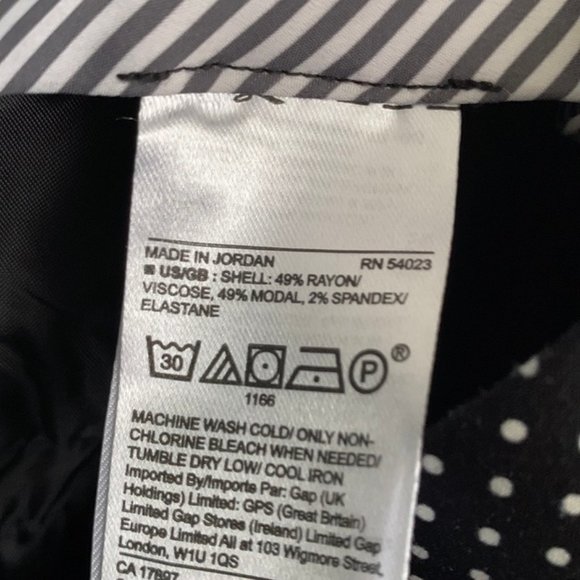 MADE IN JORDAN RN 54023
US/GB : SHELL: 49% RAYON/
VISCOSE, 49% MODAL, 2% SPANDEX/
ELASTANE
30 P ®
1166
MACHINE WASH COLD/ ONLY NON-
CHLORINE BLEACH WHEN NEEDED/
TUMBLE DRY LOW/ COOL IRON
Imported By/Importe Par: Gap (UK
Holdings) Limited: GPS (Great Britain)
Limited Gap Stores (Ireland) Limited Gap
Europe Limited All at 103 Wigmore Street,
London, W1U 1QS
CA 17897